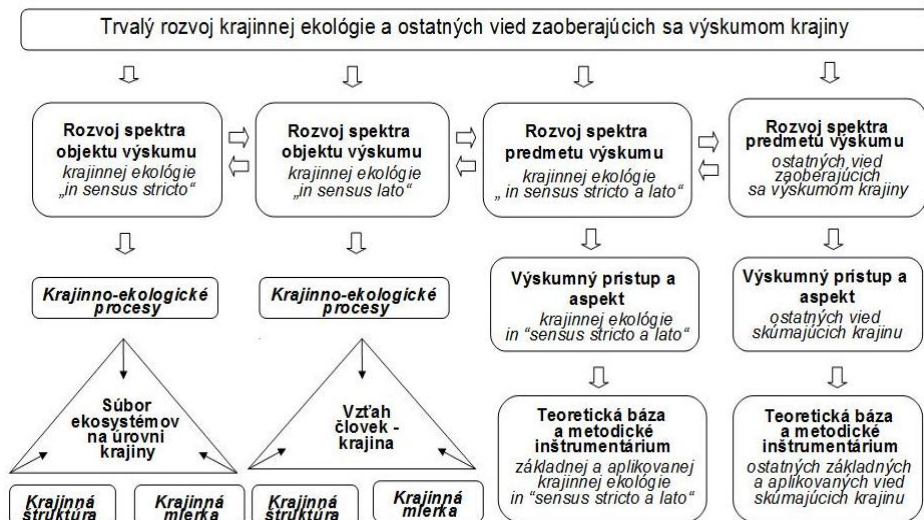 Trvalý rozvoj krajinnej ekológie a ostatných vied zaoberajúcich sa výskumom krajiny
Rozvoj spektra
objektu výskumu
krajinnej ekológie
„in sensus stricto“
Rozvoj spektra
objektu výskumu
krajinnej ekológie
„in sensus lato“
Rozvoj spektra
predmetu výskumu
krajinnej ekológie
„ in sensus stricto a lato“
Rozvoj spektra
predmetu výskumu
ostatných vied
zaoberajúcich
sa výskumom krajiny
Krajinno-ekologické
procesy
Krajinno-ekologické
procesy
Výskumný prístup a
aspekt
krajinnej ekológie
in “sensus stricto a lato“
Výskumný prístup a
aspekt
ostatných vied
skúmajúcich krajinu
Súbor
ekosystémov
na úrovni
krajiny
Vzťah
človek -
krajina
Teoretická báza
a metodické
inštrumentárium
základnej a aplikovanej
krajinnej ekológie
in “sensus stricto a lato“
Teoretická báza
a metodické
inštrumentárium
ostatných základných
a aplikovaných vied
skúmajúcich krajinu
Krajinná
štruktúra
Krajinná
mierka
Krajinná
štruktúra
Krajinná
mierka